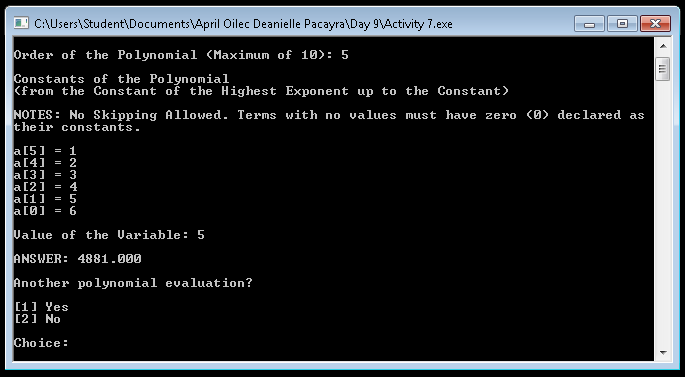 C:\Users\Student\Documents\April Oilec Deanielle Pacayra\Day 9\Activity 7.exe
Order of the Polynomial (Maximum of 10): 5
Constants of the Polynomial
(from the Constant of the Highest Exponent up to the Constant)
NOTES: No Skipping Allowed. Terms with no values must have zero (0) declared as
their constants.
a[5] = 1
a[4] = 2
a[3] = 3
a[2] = 4
a[1] = 5
a[0] = 6
Value of the Variable: 5
ANSWER: 4881.000
Another polynomial evaluation?
[1] Yes
[2] No
Choice: